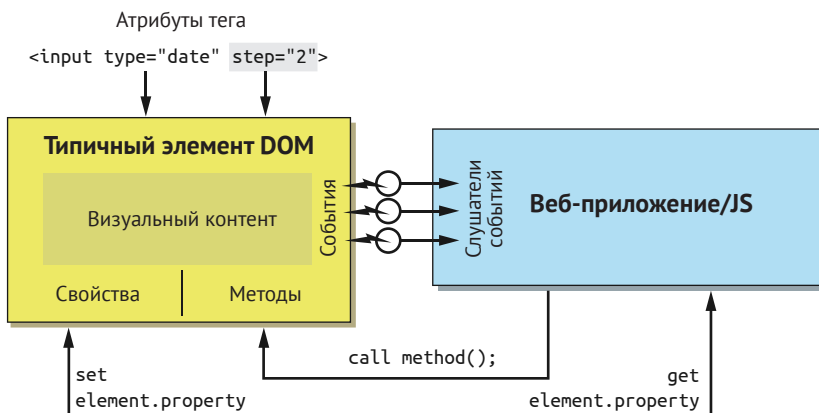 Атрибуты тега
<input type="date" step="2">
Типичный элемент DOM
Визуальный контент
События
Свойства
Методы
Слушатели
событий
Веб-приложение/JS
call method();
set
element.property
get
element.property